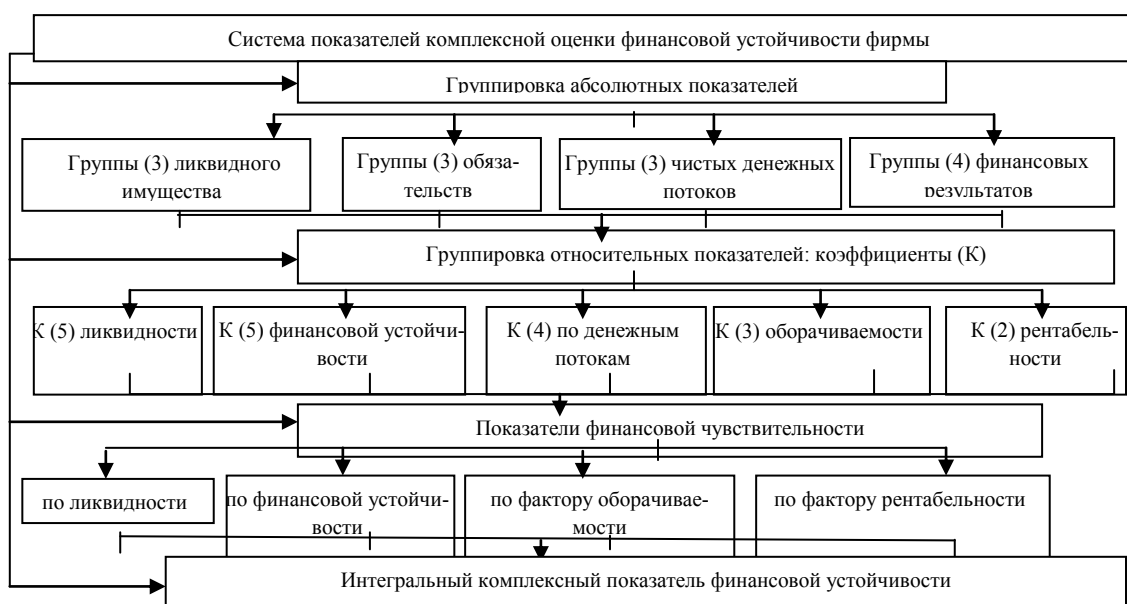 Система показателей комплексной оценки финансовой устойчивости фирмы
Группировка абсолютных показателей
Группы (3) ликвидного
имущества
Группы (3) обяза-
тельств
Группы (3) чистых денежных
потоков
Группы (4) финансовых
результатов
Группировка относительных показателей: коэффициенты (К)
К (5) ликвидности
К (5) финансовой устойчи-
вости
К (4) по денежным
потокам
К (3) оборачиваемости
К (2) рентабель-
ности
Показатели финансовой чувствительности
по ликвидности
по финансовой устойчи-
вости
по фактору оборачивае-
мости
по фактору рентабельности
Интегральный комплексный показатель финансовой устойчивости